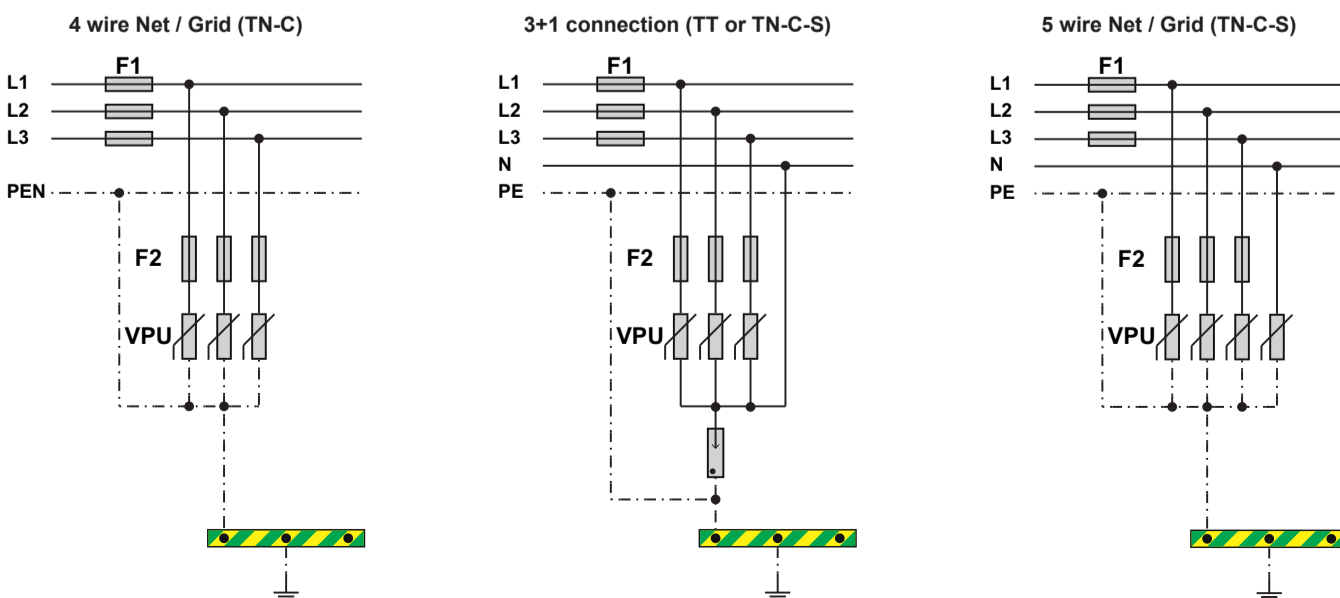 4 wire Net / Grid (TN-C)
F1
L1
L2
L3
PEN
F2
VPU
3+1 connection (TT or TN-C-S)
F1
L1
L2
L3
N
PE
F2
VPU
5 wire Net / Grid (TN-C-S)
F1
L1
L2
L3
N
PE
F2
VPU